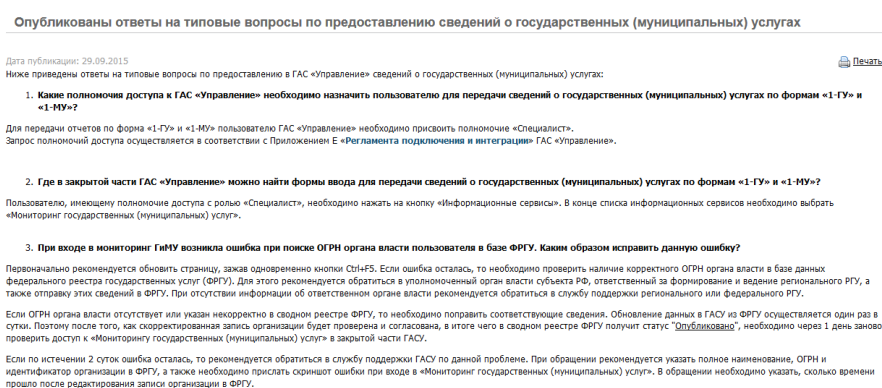 Опубликованы ответы на типовые вопросы по предоставлению сведений о государственных (муниципальных) услугах
Дата публикации: 29.09.2015
Печать
Ниже приведены ответы на типовые вопросы по предоставлению в ГАС «Управление» сведений о государственных (муниципальных) услугах:
1. Какие полномочия доступа к ГАС «Управление» необходимо назначить пользователю для передачи сведений о государственных (муниципальных) услугах по формам «1-ГУ» и
«1-МУ»?
Для передачи отчетов по форма «1-ГУ» и «1-МУ» пользователю ГАС «Управление» необходимо присвоить полномочие «Специалист».
Запрос полномочий доступа осуществляется в соответствии с Приложением Е «Регламента подключения и интеграции» ГАС «Управление».
2. Где в закрытой части ГАС «Управление» можно найти формы ввода для передачи сведений о государственных (муниципальных) услугах по формам «1-ГУ» и «1-МУ»?
Пользователю, имеющему полномочие доступа с ролью «Специалист», необходимо нажать на кнопку «Информационные сервисы». В конце списка информационных сервисов необходимо выбрать
«Мониторинг государственных (муниципальных) услуг».
3. При входе в мониторинг ГиМУ возникла ошибка при поиске ОГРН органа власти пользователя в базе ФРГУ. Каким образом исправить данную ошибку?
Первоначально рекомендуется обновить страницу, зажав одновременно кнопки Ctrl+F5. Если ошибка осталась, то необходимо проверить наличие корректного ОГРН органа власти в базе данных
федерального реестра государственных услуг (ФРГУ). Для этого рекомендуется обратиться в уполномоченный орган власти субъекта РФ, ответственный за формирование и ведение регионального РГУ, а
также отправку этих сведений в ФРГУ. При отсутствии информации об ответственном органе власти рекомендуется обратиться в службу поддержки регионального или федерального РГУ.
Если ОГРН органа власти отсутствует или указан некорректно в сводном реестре ФРГУ, то необходимо поправить соответствующие сведения. Обновление данных в ГАСУ из ФРГУ осуществляется один раз в
сутки. Поэтому после того, как скорректированная запись организации будет проверена и согласована, в итоге чего в сводном реестре ФРГУ получит статус "Опубликовано", необходимо через 1 день заново
проверить доступ к «Мониторингу государственных (муниципальных) услуг» в закрытой части ГАСУ.
Если по истечении 2 суток ошибка осталась, то рекомендуется обратиться в службу поддержки ГАСУ по данной проблеме. При обращении рекомендуется указать полное наименование, ОГРН и
идентификатор организации в ФРГУ, а также необходимо прислать скриншот ошибки при входе в «Мониторинг государственных (муниципальных) услуг». В обращении необходимо указать, сколько времени
прошло после редактирования записи организации в ФРГУ.